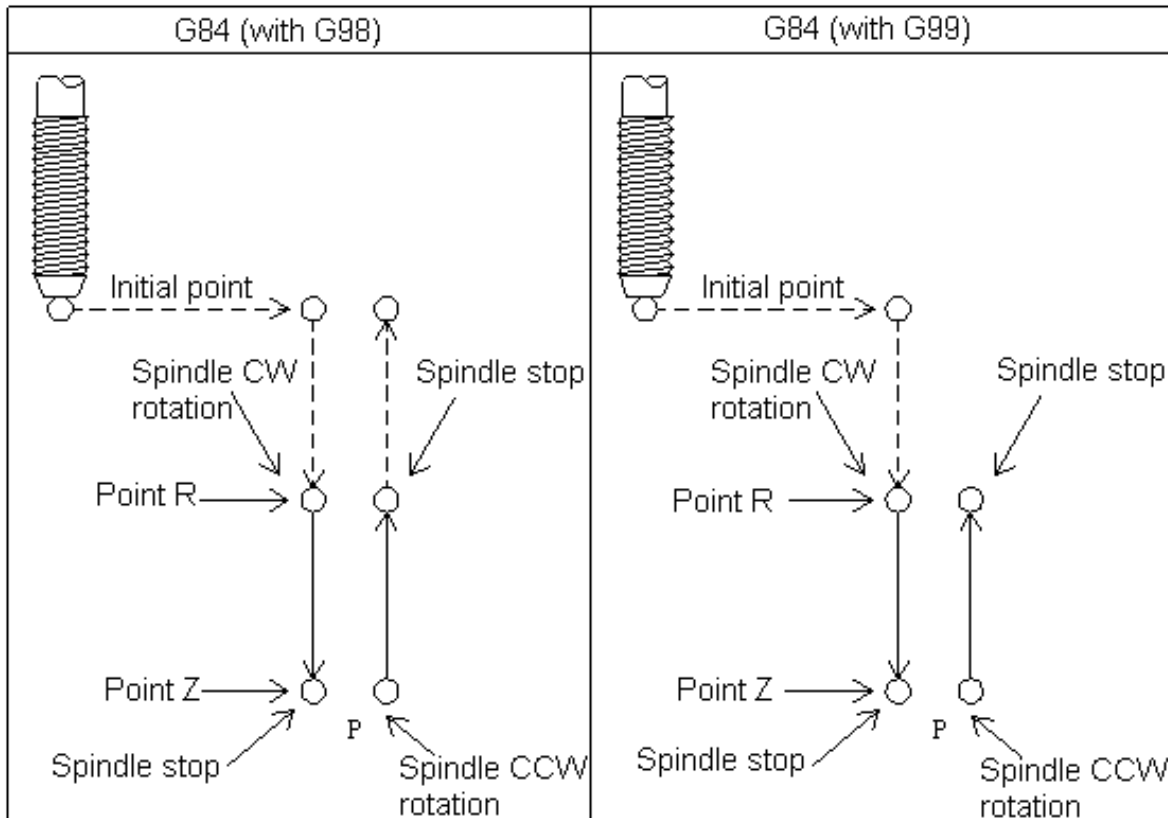 G84 (with G98)
Initial point
Spindle CW
rotation
Spindle stop
Point R
Point Z
P
Spindle stop
Spindle CCW
rotation
G84 (with G99)
Initial point
Spindle CW
rotation
Spindle stop
Point R
Point Z
P
Spindle stop
Spindle CCW
rotation